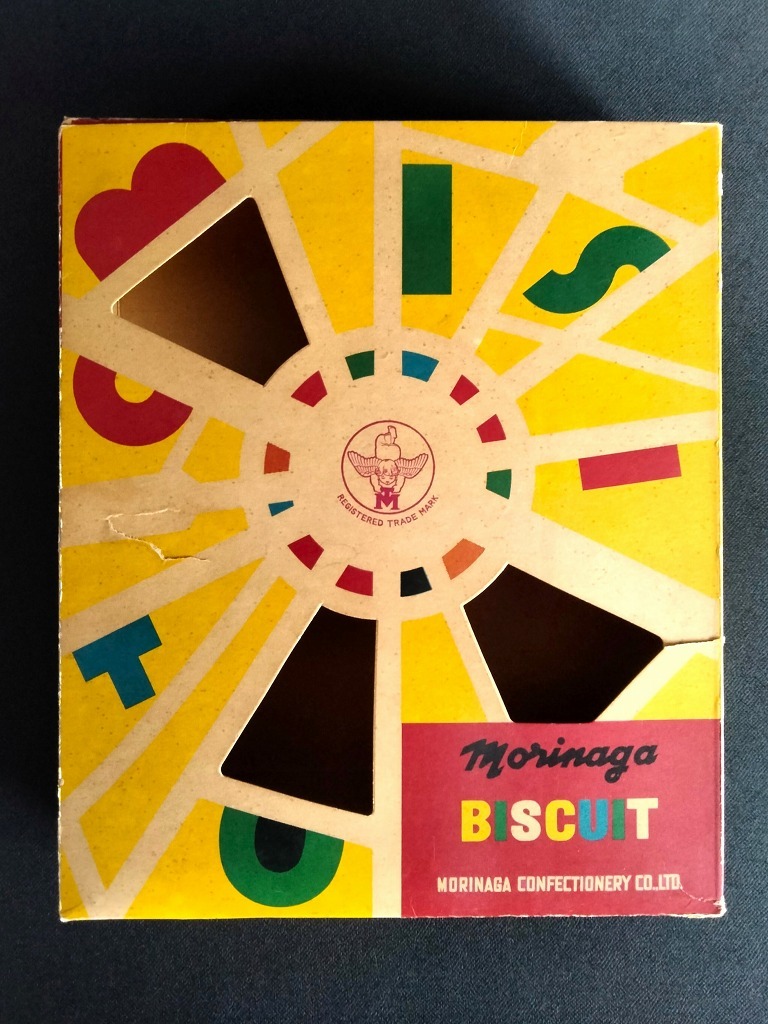 B
I
S
I
T
U
M
REGISTERED TRADE MARK
Morinaga
BISCUIT
MORINAGA CONFECTIONERY CO.,LTD.